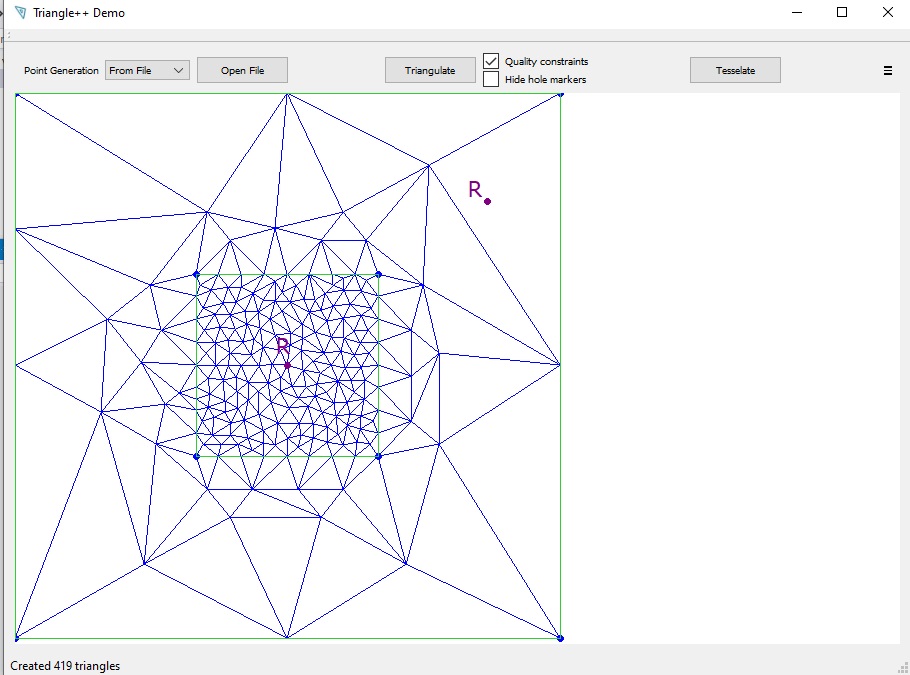 Triangle++ Demo
Point Generation From File Open File Triangulate Quality constraints Tesselate
Hide hole markers
R
R
Created 419 triangles